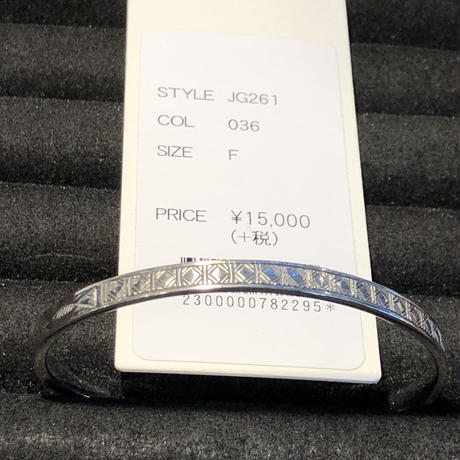 STYLE JG261
COL 036
SIZE F
PRICE ¥15,000
(+税)
2300000782295*